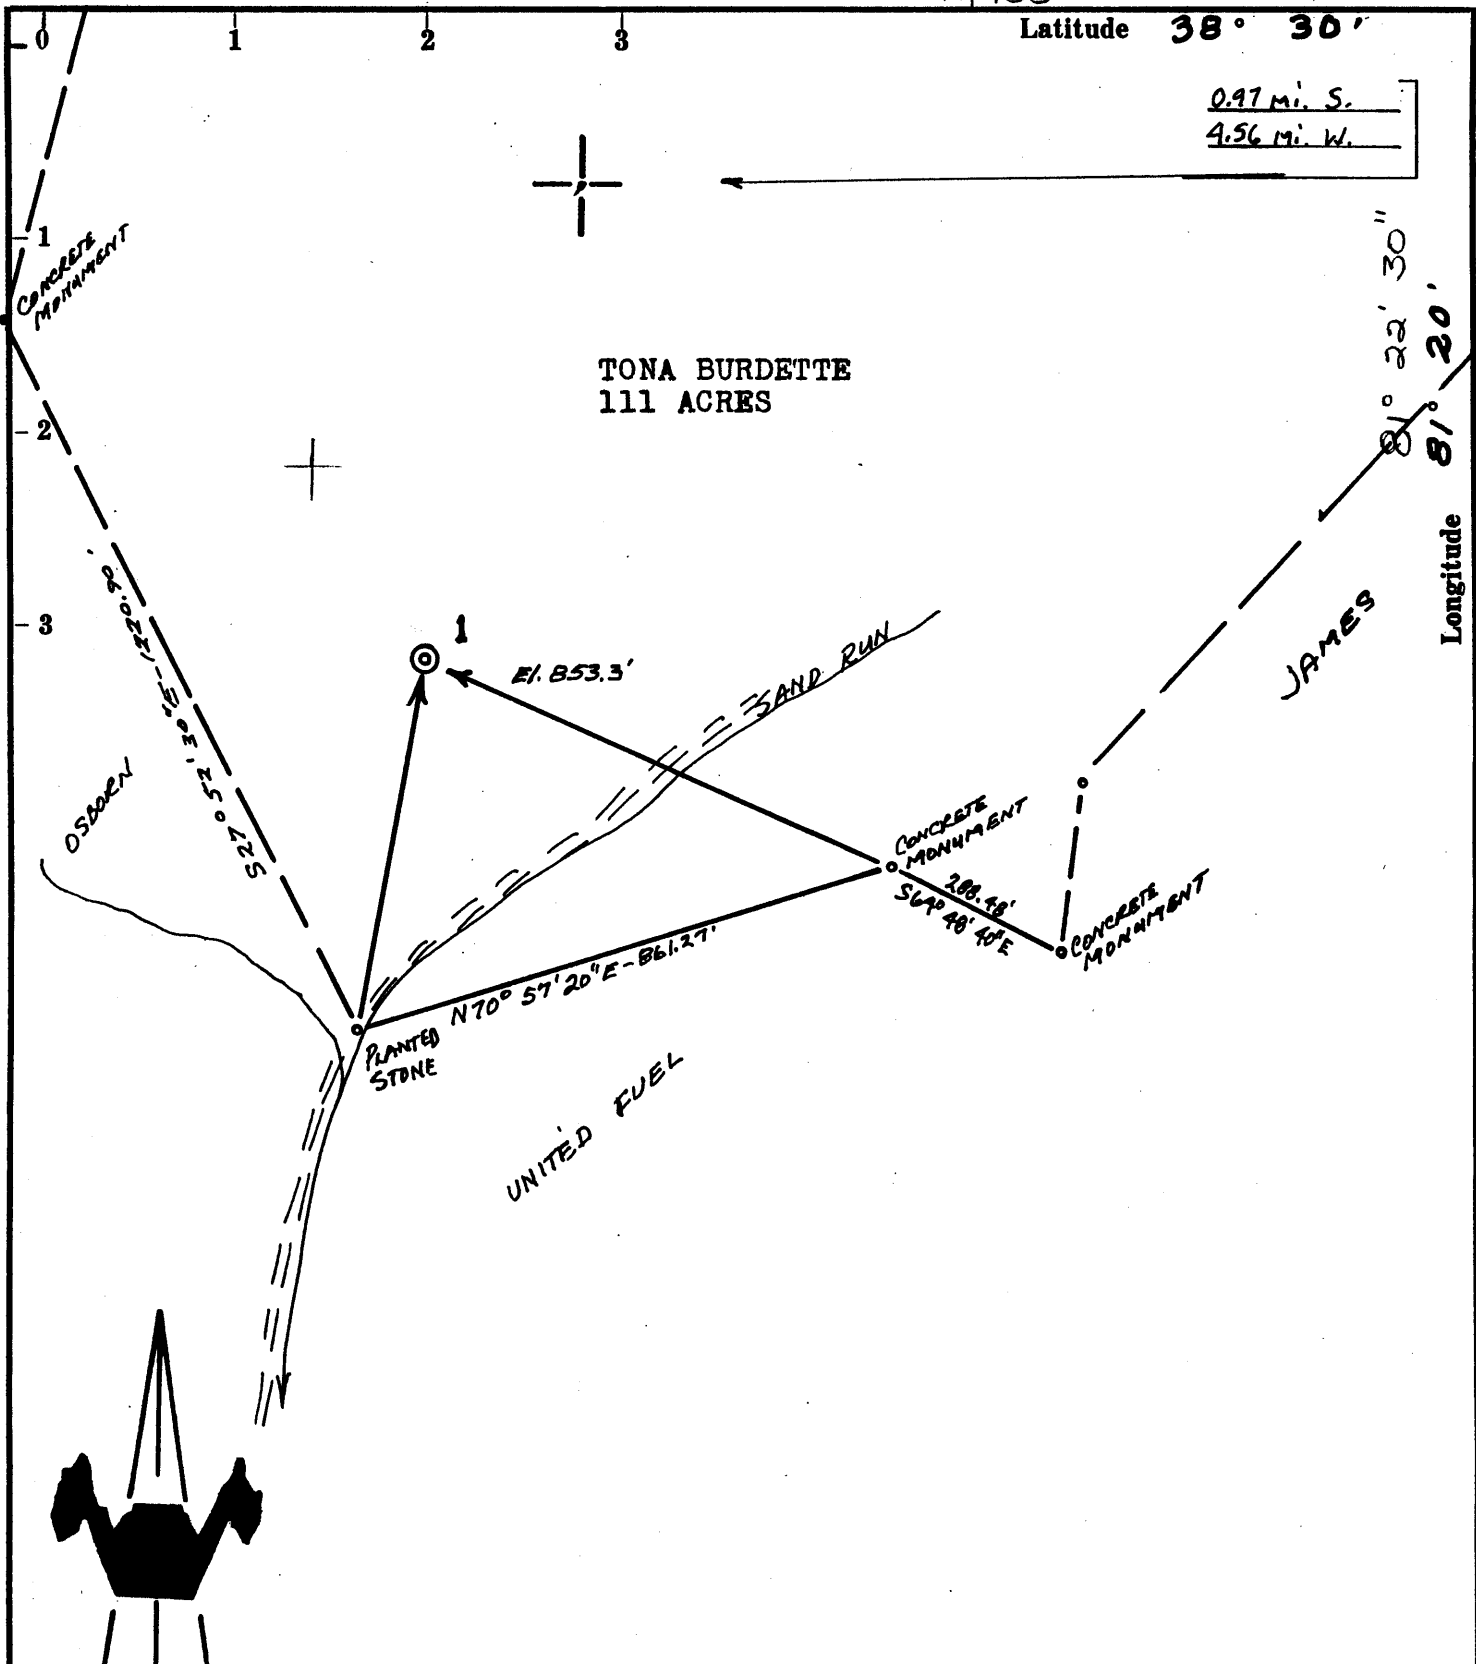 0 1 2 3
Latitude 38° 30'
0.97 mi. S.
4.56 mi. W.
1
CONCRETE
MONUMENT
81° 22' 30"
Longitude 81° 20'
TONA BURDETTE
111 ACRES
2
3
1
El. 853.3'
SAND RUN
JAMES
S27° 52' 30"E-1720.90'
OSBORN
CONCRETE
MONUMENT
288.48'
S64° 48' 40"E
CONCRETE
MONUMENT
N70° 57' 20"E-861.27'
PLANTED
STONE
UNITED FUEL